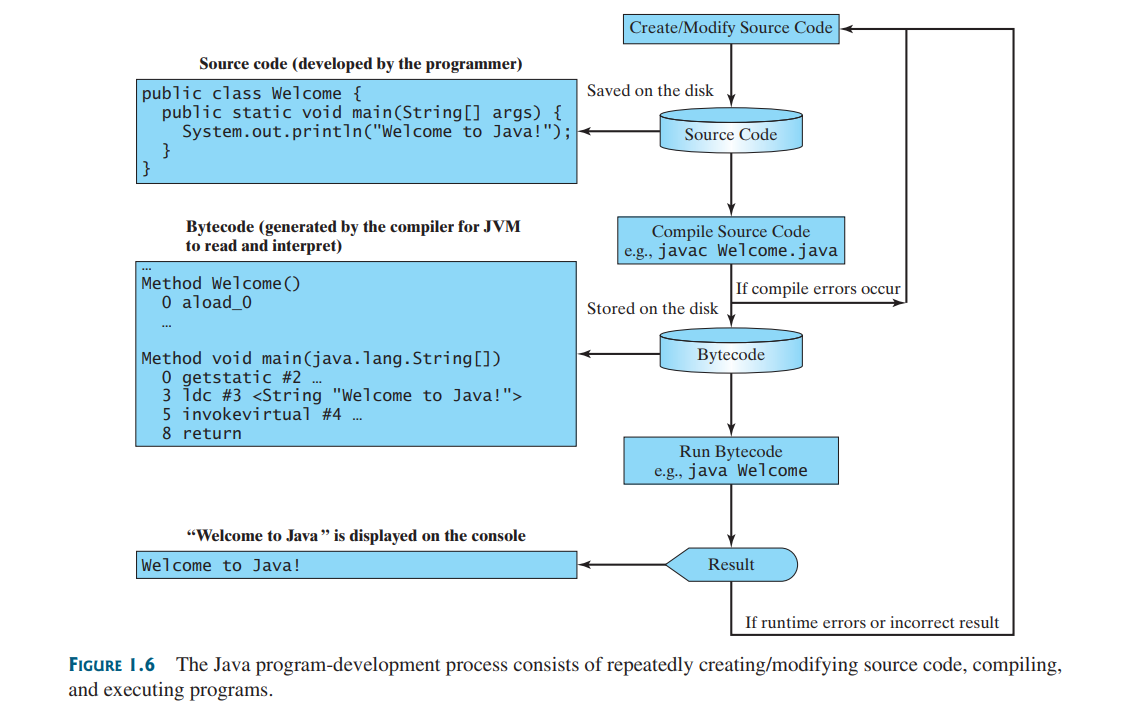 Create/Modify Source Code
Source code (developed by the programmer)
public class Welcome {
  public static void main(String[] args) {
    System.out.println("Welcome to Java!");
  }
}
Saved on the disk
Source Code
Compile Source Code
e.g., javac Welcome.java
If compile errors occur
Bytecode (generated by the compiler for JVM
to read and interpret)
…
Method Welcome()
  0 aload_0
  …
Method void main(java.lang.String[])
  0 getstatic #2 …
  3 ldc #3 <String "Welcome to Java!">
  5 invokevirtual #4 …
  8 return
Stored on the disk
Bytecode
Run Bytecode
e.g., java Welcome
“Welcome to Java” is displayed on the console
Welcome to Java!
Result
If runtime errors or incorrect result
FIGURE 1.6 The Java program-development process consists of repeatedly creating/modifying source code, compiling,
and executing programs.